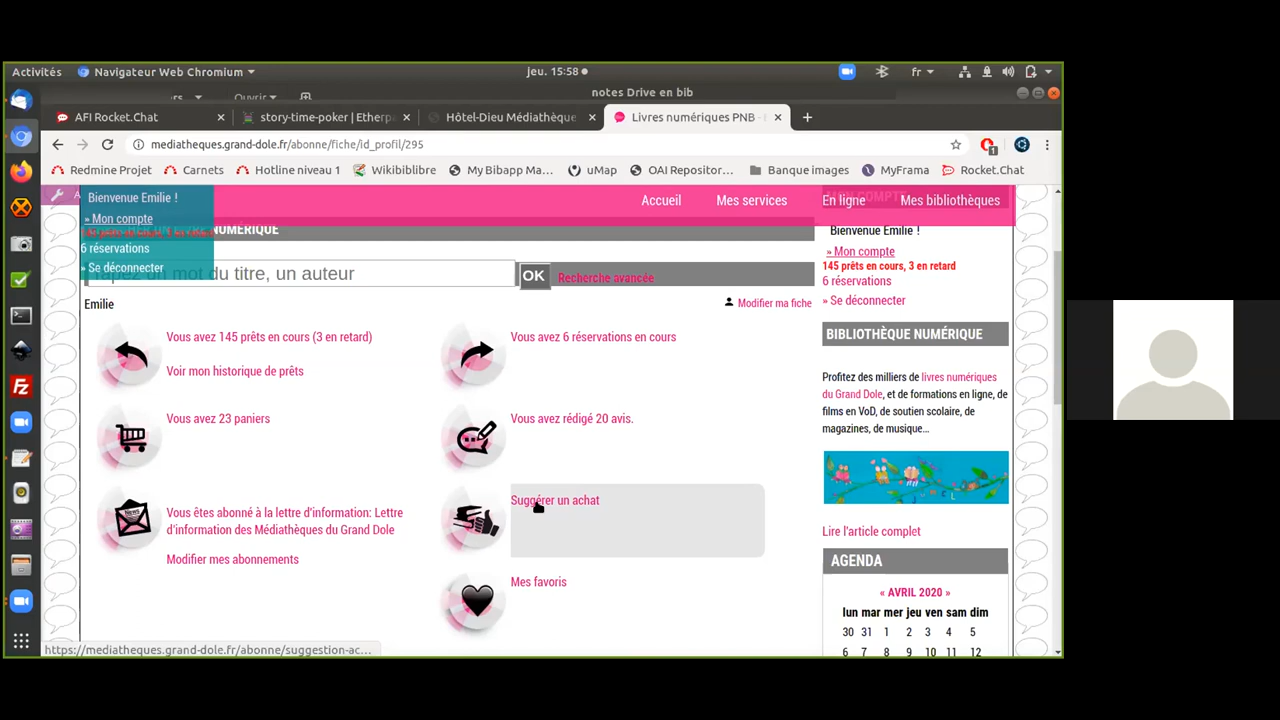 Activités
Navigateur Web Chromium
jeu. 15:58
fr
Ouvrir
notes Drive en bib
AFI Rocket.Chat
story-time-poker | Etherpa
Hôtel-Dieu Médiathèque
Livres numériques PNB -
mediatheques.grand-dole.fr/abonne/fiche/id_profil/295
Redmine Projet
Carnets
Hotline niveau 1
Wikibiblibre
My Bibapp Ma...
uMap
OAI Repositor...
Banque images
MyFrama
Rocket.Chat
Accueil
Mes services
En ligne
Mes bibliothèques
Bienvenue Emilie !
» Mon compte
6 réservations
» Se déconnecter
NUMÉRIQUE
Tapez un mot du titre, un auteur
OK
Recherche avancée
Emilie
Modifier ma fiche
Vous avez 145 prêts en cours (3 en retard)
Voir mon historique de prêts
Vous avez 6 réservations en cours
Vous avez 23 paniers
Vous avez rédigé 20 avis.
NEWS
Vous êtes abonné à la lettre d'information: Lettre
d'information des Médiathèques du Grand Dole
Modifier mes abonnements
Suggérer un achat
Mes favoris
MON COMPTE
Bienvenue Emilie !
» Mon compte
145 prêts en cours, 3 en retard
6 réservations
» Se déconnecter
BIBLIOTHÈQUE NUMÉRIQUE
Profitez des milliers de livres numériques
du Grand Dole, et de formations en ligne, de
films en VoD, de soutien scolaire, de
magazines, de musique...
Lire l'article complet
AGENDA
« AVRIL 2020 »
lun mar mer jeu ven sam dim
30 31 1 2 3 4 5
6 7 8 9 10 11 12
https://mediatheques.grand-dole.fr/abonne/suggestion-ac...